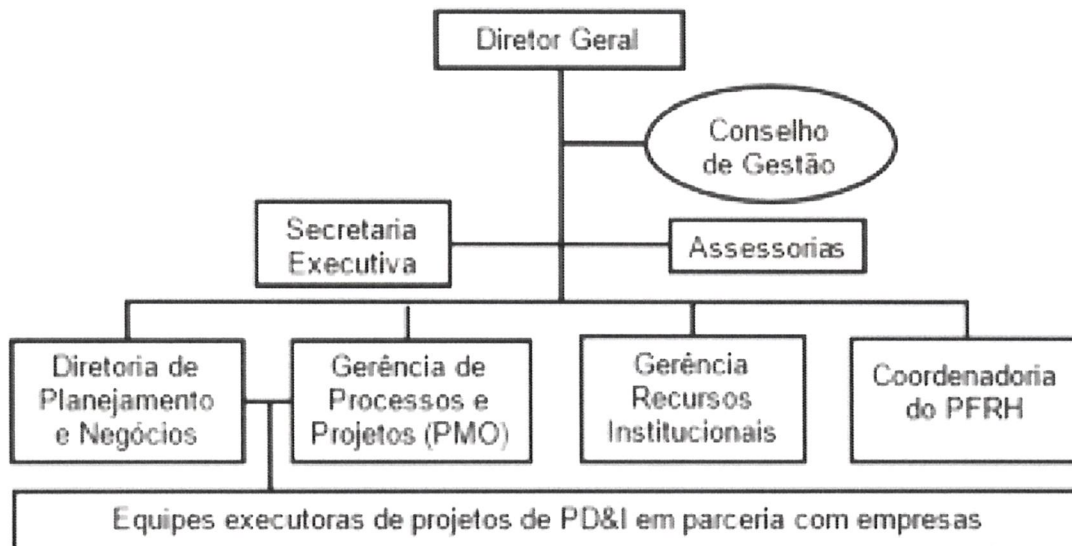 Diretor Geral
Conselho
de Gestão
Secretaria
Executiva
Assessorias
Diretoria de
Planejamento
e Negócios
Gerência de
Processos e
Projetos (PMO)
Gerência
Recursos
Institucionais
Coordenadoria
do PFRH
Equipes executoras de projetos de PD&I em parceria com empresas